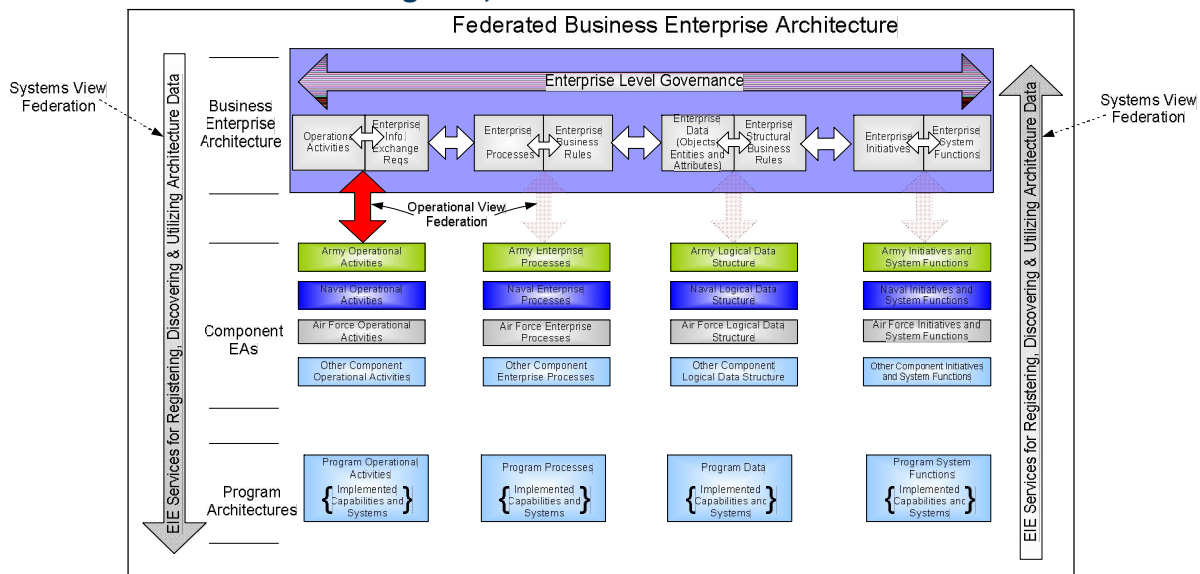 Federated Business Enterprise Architecture
Systems View
Federation
EIE Services for Registering, Discovering & Utilizing Architecture Data
Business
Enterprise
Architecture
Enterprise Level Governance
Operational
Activities
Enterprise
Info
Exchange
Reqs
Enterprise
Processes
Enterprise
Business
Rules
Enterprise
Data
(Objects
Entities and
Attributes)
Enterprise
Structural
Business
Rules
Enterprise
Initiatives
Enterprise
System
Functions
Systems View
Federation
EIE Services for Registering, Discovering & Utilizing Architecture Data
Operational View
Federation
Component
EAs
Army Operational
Activities
Army Enterprise
Processes
Army Logical Data
Structure
Army Initiatives and
System Functions
Naval Operational
Activities
Naval Enterprise
Processes
Naval Logical Data
Structure
Naval Initiatives and
System Functions
Air Force Operational
Activities
Air Force Enterprise
Processes
Air Force Logical Data
Structure
Air Force Initiatives and
System Functions
Other Component
Operational Activities
Other Component
Enterprise Processes
Other Component
Logical Data Structure
Other Component Initiatives
and System Functions
Program
Architectures
Program Operational
Activities
{ Implemented
Capabilities and
Systems }
Program Processes
{ Implemented
Capabilities and
Systems }
Program Data
{ Implemented
Capabilities and
Systems }
Program System
Functions
{ Implemented
Capabilities and
Systems }